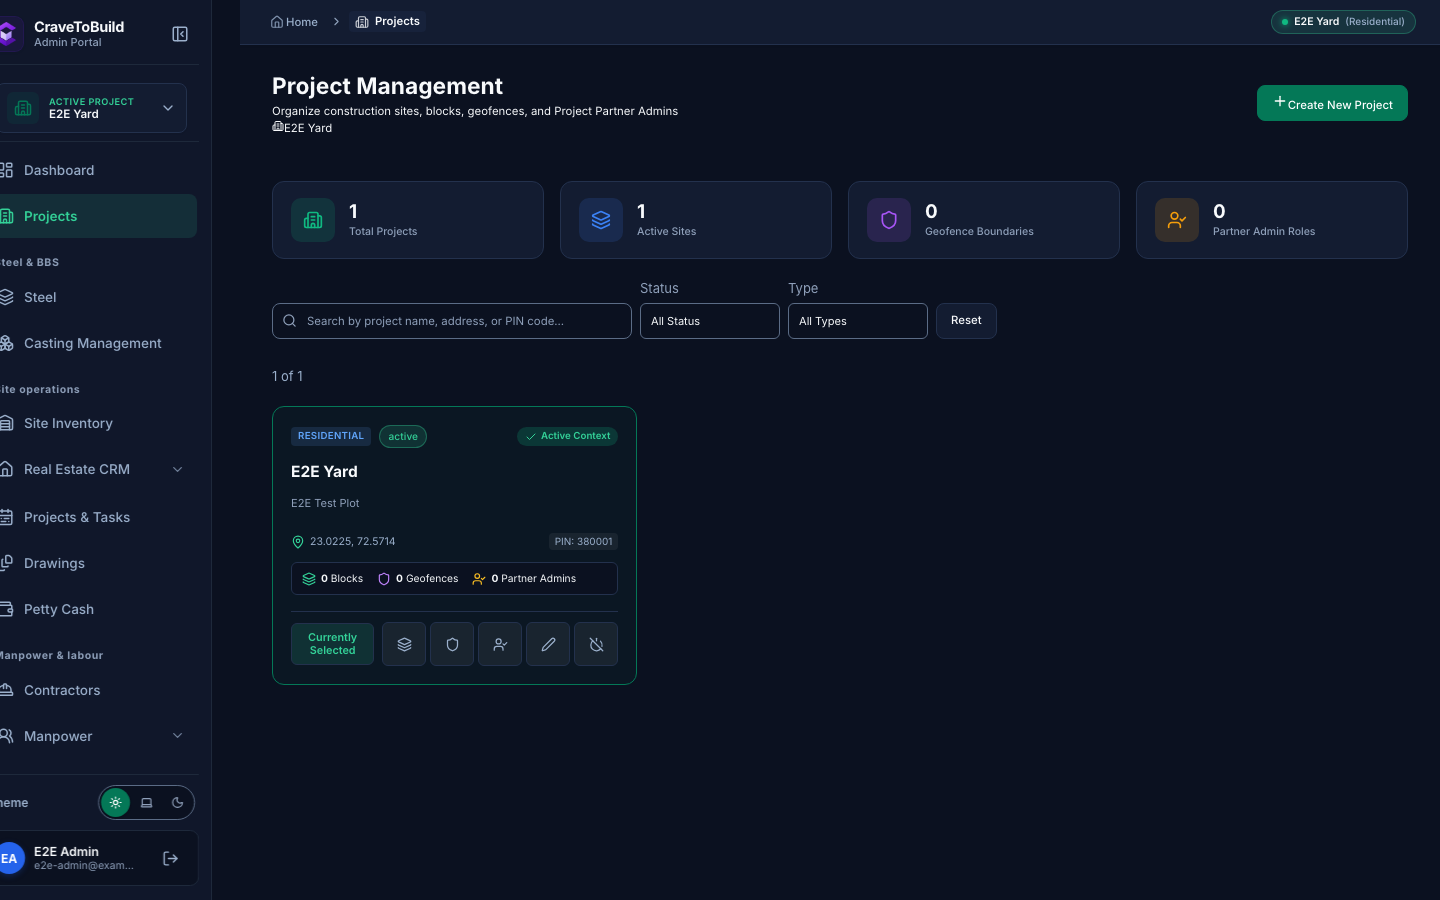 CraveToBuild
Admin Portal
ACTIVE PROJECT
E2E Yard
Dashboard
Projects
Steel & BBS
Steel
Casting Management
Site operations
Site Inventory
Real Estate CRM
Projects & Tasks
Drawings
Petty Cash
Manpower & labour
Contractors
Manpower
heme
EA
E2E Admin
e2e-admin@exam...
Home
Projects
E2E Yard (Residential)
Project Management
Organize construction sites, blocks, geofences, and Project Partner Admins
E2E Yard
Create New Project
1
Total Projects
1
Active Sites
0
Geofence Boundaries
0
Partner Admin Roles
Status
Type
Search by project name, address, or PIN code...
All Status
All Types
Reset
1 of 1
RESIDENTIAL
active
Active Context
E2E Yard
E2E Test Plot
23.0225, 72.5714
PIN: 380001
0 Blocks
0 Geofences
0 Partner Admins
Currently
Selected